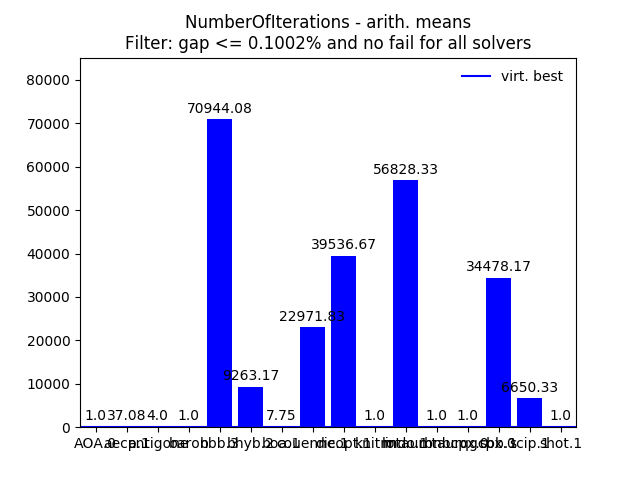 NumberOfIterations - arith. means
Filter: gap <= 0.1002% and no fail for all solvers
virt. best
80000
70000
60000
50000
40000
30000
20000
10000
0
1.0 37.08 4.0 1.0 70944.08 9263.17 7.75 22971.83 39536.67 1.0 56828.33 1.0 1.0 34478.17 6650.33 1.0